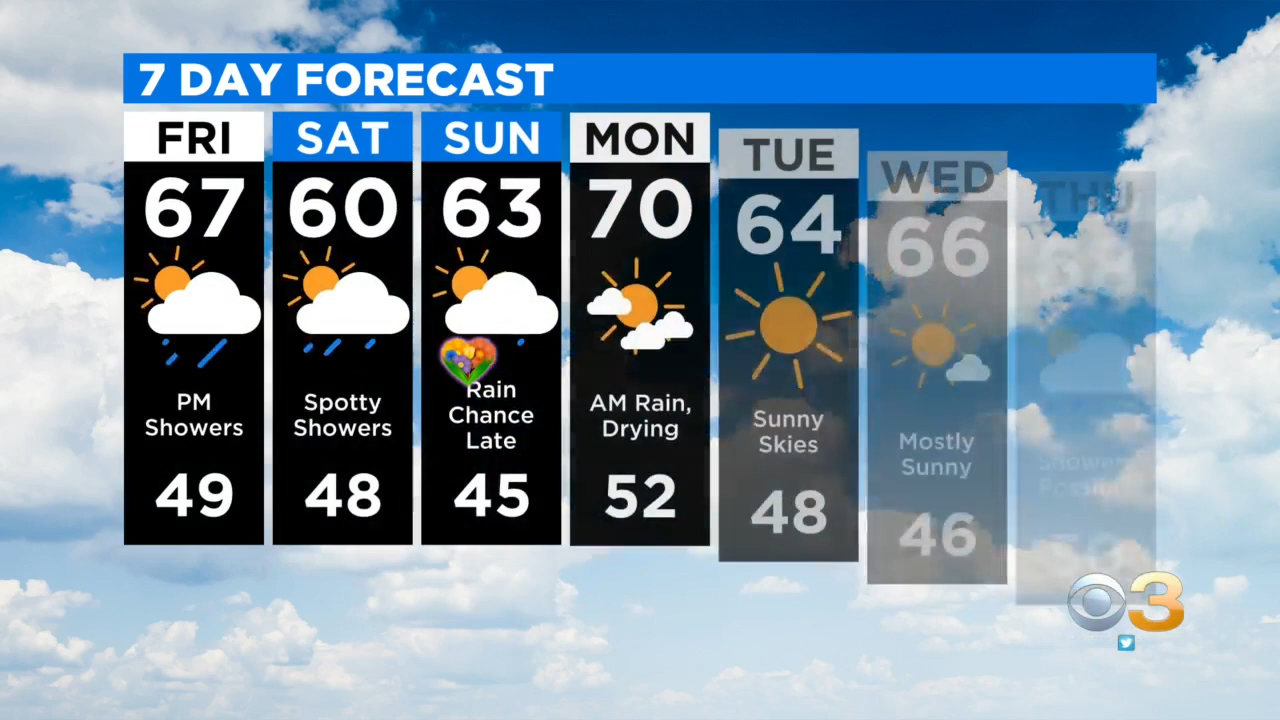 7 DAY FORECAST
FRI
67
PM
Showers
49
SAT
60
Spotty
Showers
48
SUN
63
Rain
Chance
Late
45
MON
70
AM Rain,
Drying
52
TUE
64
Sunny
Skies
48
WED
66
Mostly
Sunny
46
THU
3